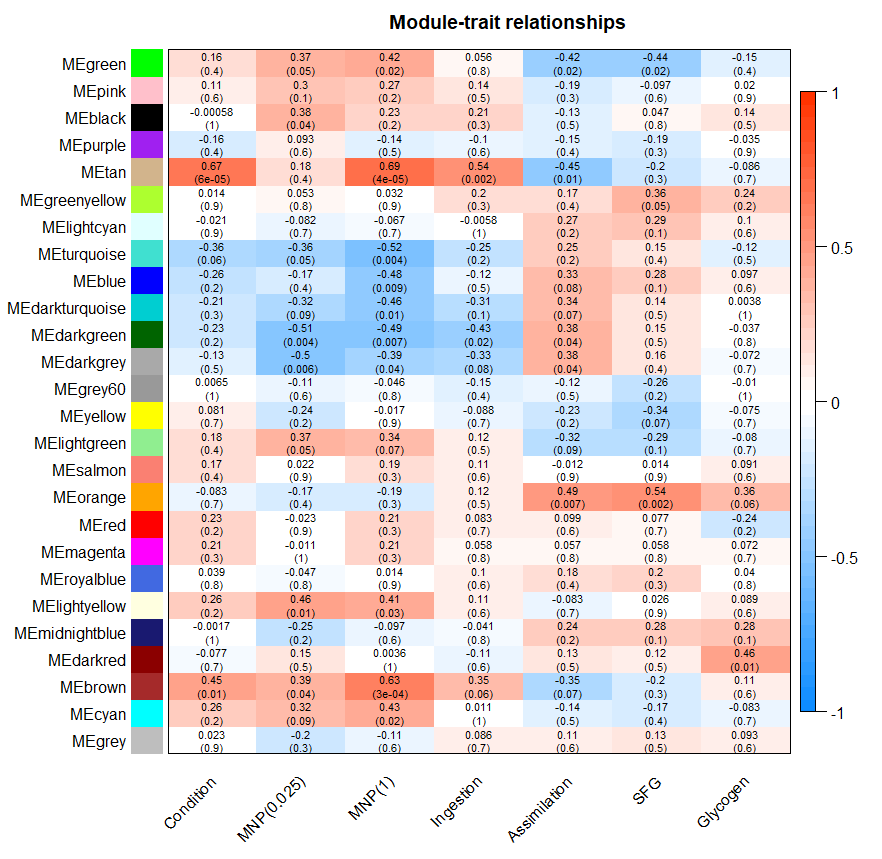 Module-trait relationships
MEgreen 0.16 0.37 0.42 0.056 -0.42 -0.44 -0.15
(0.4) (0.05) (0.02) (0.8) (0.02) (0.02) (0.4)
MEpink 0.11 0.3 0.27 0.14 -0.19 -0.097 0.02
(0.6) (0.1) (0.2) (0.5) (0.3) (0.6) (0.9)
MEblack -0.00058 0.38 0.23 0.21 -0.13 0.047 0.14
(1) (0.04) (0.2) (0.3) (0.5) (0.8) (0.5)
MEpurple -0.16 0.093 -0.14 -0.1 -0.15 -0.19 -0.035
(0.4) (0.6) (0.5) (0.6) (0.4) (0.3) (0.9)
MEtan 0.67 0.18 0.69 0.54 -0.45 -0.2 -0.086
(6e-05) (0.4) (4e-05) (0.002) (0.01) (0.3) (0.7)
MEgreenyellow 0.014 0.053 0.032 0.2 0.17 0.36 0.24
(0.9) (0.8) (0.9) (0.3) (0.4) (0.05) (0.2)
MElightcyan -0.021 -0.082 -0.067 -0.0058 0.27 0.29 0.1
(0.9) (0.7) (0.7) (1) (0.2) (0.1) (0.6)
MEturquoise -0.36 -0.36 -0.52 -0.25 0.25 0.15 -0.12
(0.06) (0.05) (0.004) (0.2) (0.2) (0.4) (0.5)
MEblue -0.26 -0.17 -0.48 -0.12 0.33 0.28 0.097
(0.2) (0.4) (0.009) (0.5) (0.08) (0.1) (0.6)
MEdarkturquoise -0.21 -0.32 -0.46 -0.31 0.34 0.14 0.0038
(0.3) (0.09) (0.01) (0.1) (0.07) (0.5) (1)
MEdarkgreen -0.23 -0.51 -0.49 -0.43 0.38 0.15 -0.037
(0.2) (0.004) (0.007) (0.02) (0.04) (0.5) (0.8)
MEdarkgrey -0.13 -0.5 -0.39 -0.33 0.38 0.16 -0.072
(0.5) (0.006) (0.04) (0.08) (0.04) (0.4) (0.7)
MEgrey60 0.0065 -0.11 -0.046 -0.15 -0.12 -0.26 -0.01
(1) (0.6) (0.8) (0.4) (0.5) (0.2) (1)
MEyellow 0.081 -0.24 -0.017 -0.088 -0.23 -0.34 -0.075
(0.7) (0.2) (0.9) (0.7) (0.2) (0.07) (0.7)
MElightgreen 0.18 0.37 0.34 0.12 -0.32 -0.29 -0.08
(0.4) (0.05) (0.07) (0.5) (0.09) (0.1) (0.7)
MEsalmon 0.17 0.022 0.19 0.11 -0.012 0.014 0.091
(0.4) (0.9) (0.3) (0.6) (0.9) (0.9) (0.6)
MEorange -0.083 -0.17 -0.19 0.12 0.49 0.54 0.36
(0.7) (0.4) (0.3) (0.5) (0.007) (0.002) (0.06)
MEred 0.23 -0.023 0.21 0.083 0.099 0.077 -0.24
(0.2) (0.9) (0.3) (0.7) (0.6) (0.7) (0.2)
MEmagenta 0.21 -0.011 0.21 0.058 0.057 0.058 0.072
(0.3) (1) (0.3) (0.8) (0.8) (0.8) (0.7)
MEroyalblue 0.039 -0.047 0.014 0.1 0.18 0.2 0.04
(0.8) (0.8) (0.9) (0.6) (0.4) (0.3) (0.8)
MElightyellow 0.26 0.46 0.41 0.11 -0.083 0.026 0.089
(0.2) (0.01) (0.03) (0.6) (0.7) (0.9) (0.6)
MEmidnightblue -0.0017 -0.25 -0.097 -0.041 0.24 0.28 0.28
(1) (0.2) (0.6) (0.8) (0.2) (0.1) (0.1)
MEdarkred -0.077 0.15 0.0036 -0.11 0.13 0.12 0.46
(0.7) (0.5) (1) (0.6) (0.5) (0.5) (0.01)
MEbrown 0.45 0.39 0.63 0.35 -0.35 -0.2 0.11
(0.01) (0.04) (3e-04) (0.06) (0.07) (0.3) (0.6)
MEcyan 0.26 0.32 0.43 0.011 -0.14 -0.17 -0.083
(0.2) (0.09) (0.02) (1) (0.5) (0.4) (0.7)
MEgrey 0.023 -0.2 -0.11 0.086 0.11 0.13 0.093
(0.9) (0.3) (0.6) (0.7) (0.6) (0.5) (0.6)
Condition MNP(0.025) MNP(1) Ingestion Assimilation SFG Glycogen
1
0.5
0
-0.5
-1